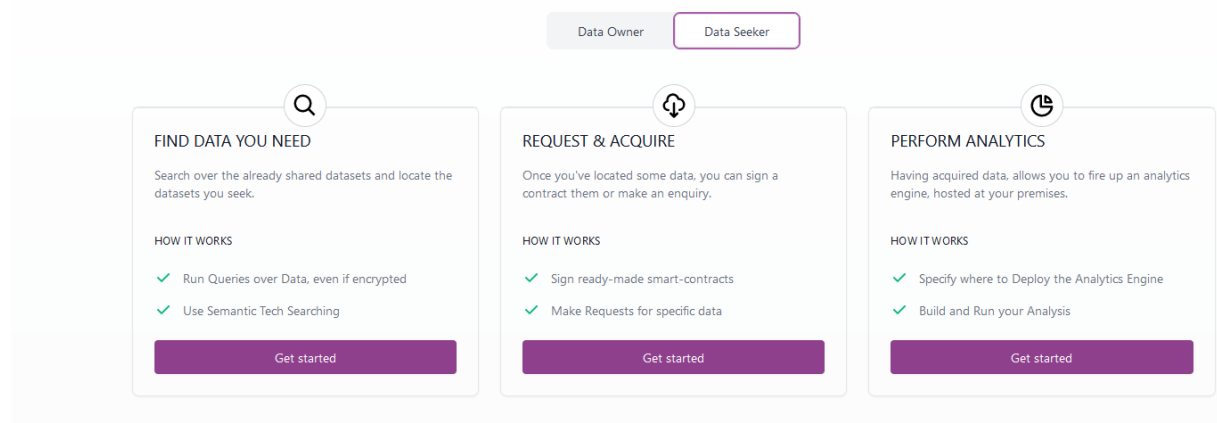 Data Owner
Data Seeker
FIND DATA YOU NEED
Search over the already shared datasets and locate the
datasets you seek.
HOW IT WORKS
Run Queries over Data, even if encrypted
Use Semantic Tech Searching
Get started
REQUEST & ACQUIRE
Once you've located some data, you can sign a
contract them or make an enquiry.
HOW IT WORKS
Sign ready-made smart-contracts
Make Requests for specific data
Get started
PERFORM ANALYTICS
Having acquired data, allows you to fire up an analytics
engine, hosted at your premises.
HOW IT WORKS
Specify where to Deploy the Analytics Engine
Build and Run your Analysis
Get started